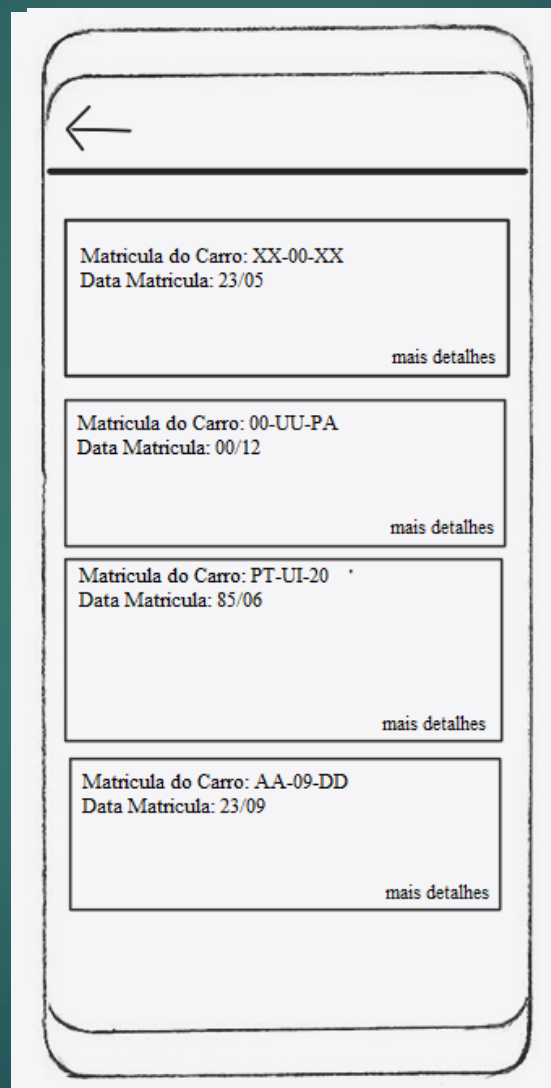 Matricula do Carro: XX-00-XX
Data Matricula: 23/05
mais detalhes
Matricula do Carro: 00-UU-PA
Data Matricula: 00/12
mais detalhes
Matricula do Carro: PT-UI-20
Data Matricula: 85/06
mais detalhes
Matricula do Carro: AA-09-DD
Data Matricula: 23/09
mais detalhes